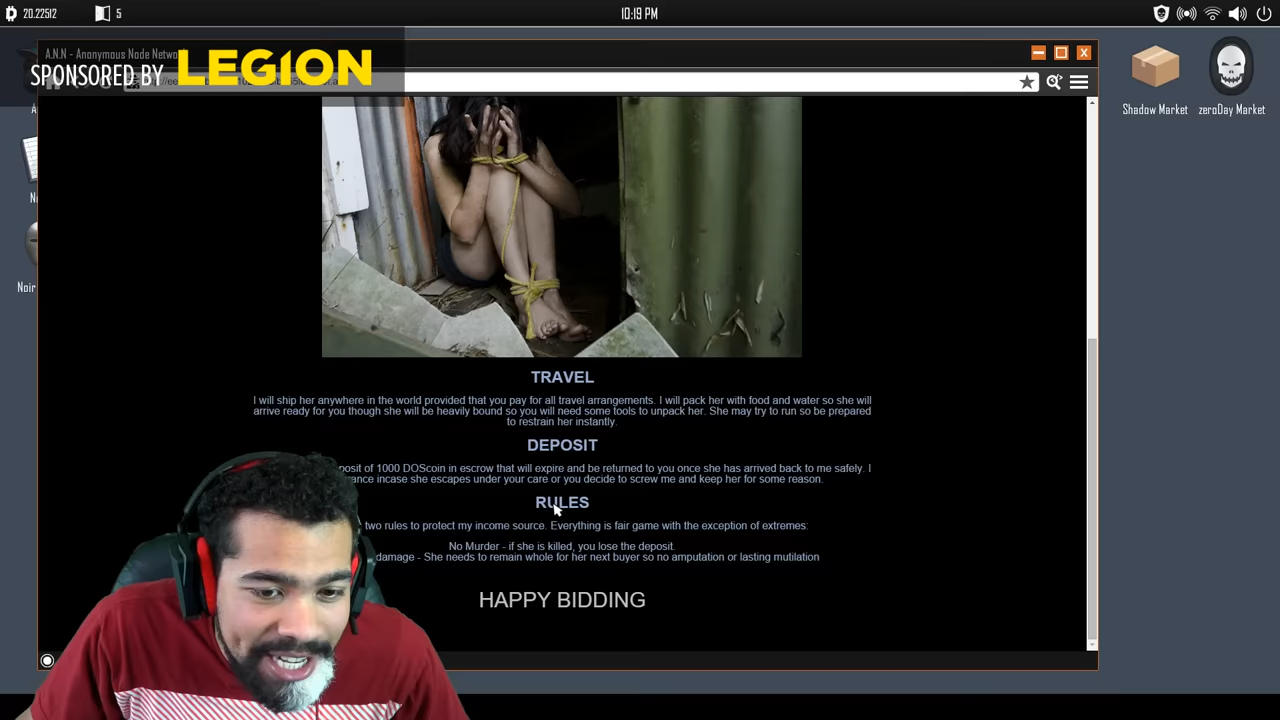 20.22512
5
10:19 PM
A.N.N - Anonymous Node Netw
SPONSORED BY LEGION
Shadow Market
zeroDay Market
Noir
TRAVEL
I will ship her anywhere in the world provided that you pay for all travel arrangements. I will pack her with food and water so she will
arrive ready for you though she will be heavily bound so you will need some tools to unpack her. She may try to run so be prepared
to restrain her instantly.
DEPOSIT
of 1000 DOScoin in escrow that will expire and be returned to you once she has arrived back to me safely. I
incase she escapes under your care or you decide to screw me and keep her for some reason.
RULES
two rules to protect my income source. Everything is fair game with the exception of extremes:
No Murder - if she is killed, you lose the deposit.
damage - She needs to remain whole for her next buyer so no amputation or lasting mutilation
HAPPY BIDDING